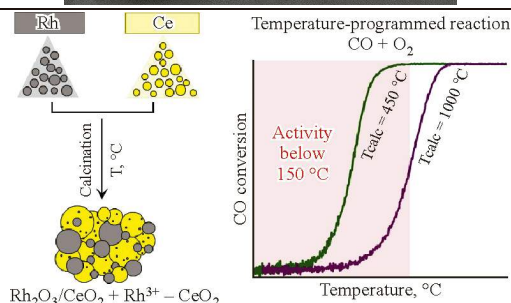 Rh
Ce
Calcination
T, °C
Rh₂O₃/CeO₂ + Rh³⁺ – CeO₂
Temperature-programmed reaction
CO + O₂
CO conversion
Activity
below
150 °C
Tcalc = 450 °C
Tcalc = 1000 °C
Temperature, °C